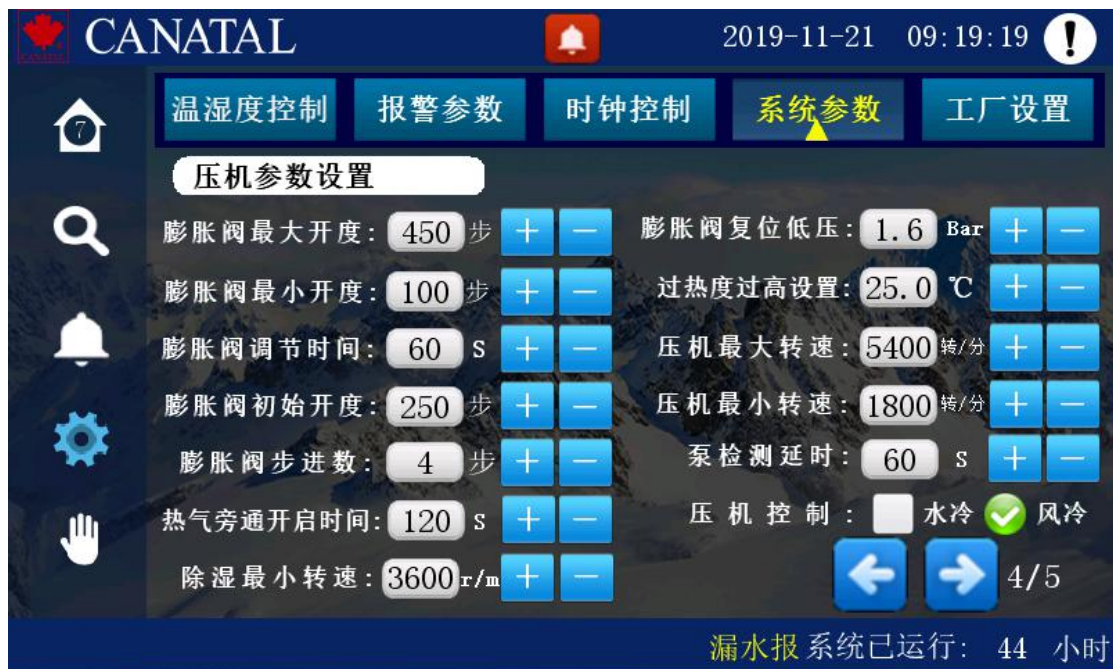 CANATAL 2019-11-21 09:19:19
CANATAL
7
温湿度控制 报警参数 时钟控制 系统参数 工厂设置
压机参数设置
膨胀阀最大开度: 450 步 + − 膨胀阀复位低压: 1.6 Bar + −
膨胀阀最小开度: 100 步 + − 过热度过高设置: 25.0 ℃ + −
膨胀阀调节时间: 60 S + − 压机最大转速: 5400 转/分 + −
膨胀阀初始开度: 250 步 + − 压机最小转速: 1800 转/分 + −
膨胀阀步进数: 4 步 + − 泵检测延时: 60 S + −
热气旁通开启时间: 120 S + − 压机控制: 水冷 风冷
除湿最小转速: 3600 r/m + − 4/5
漏水报 系统已运行: 44 小时